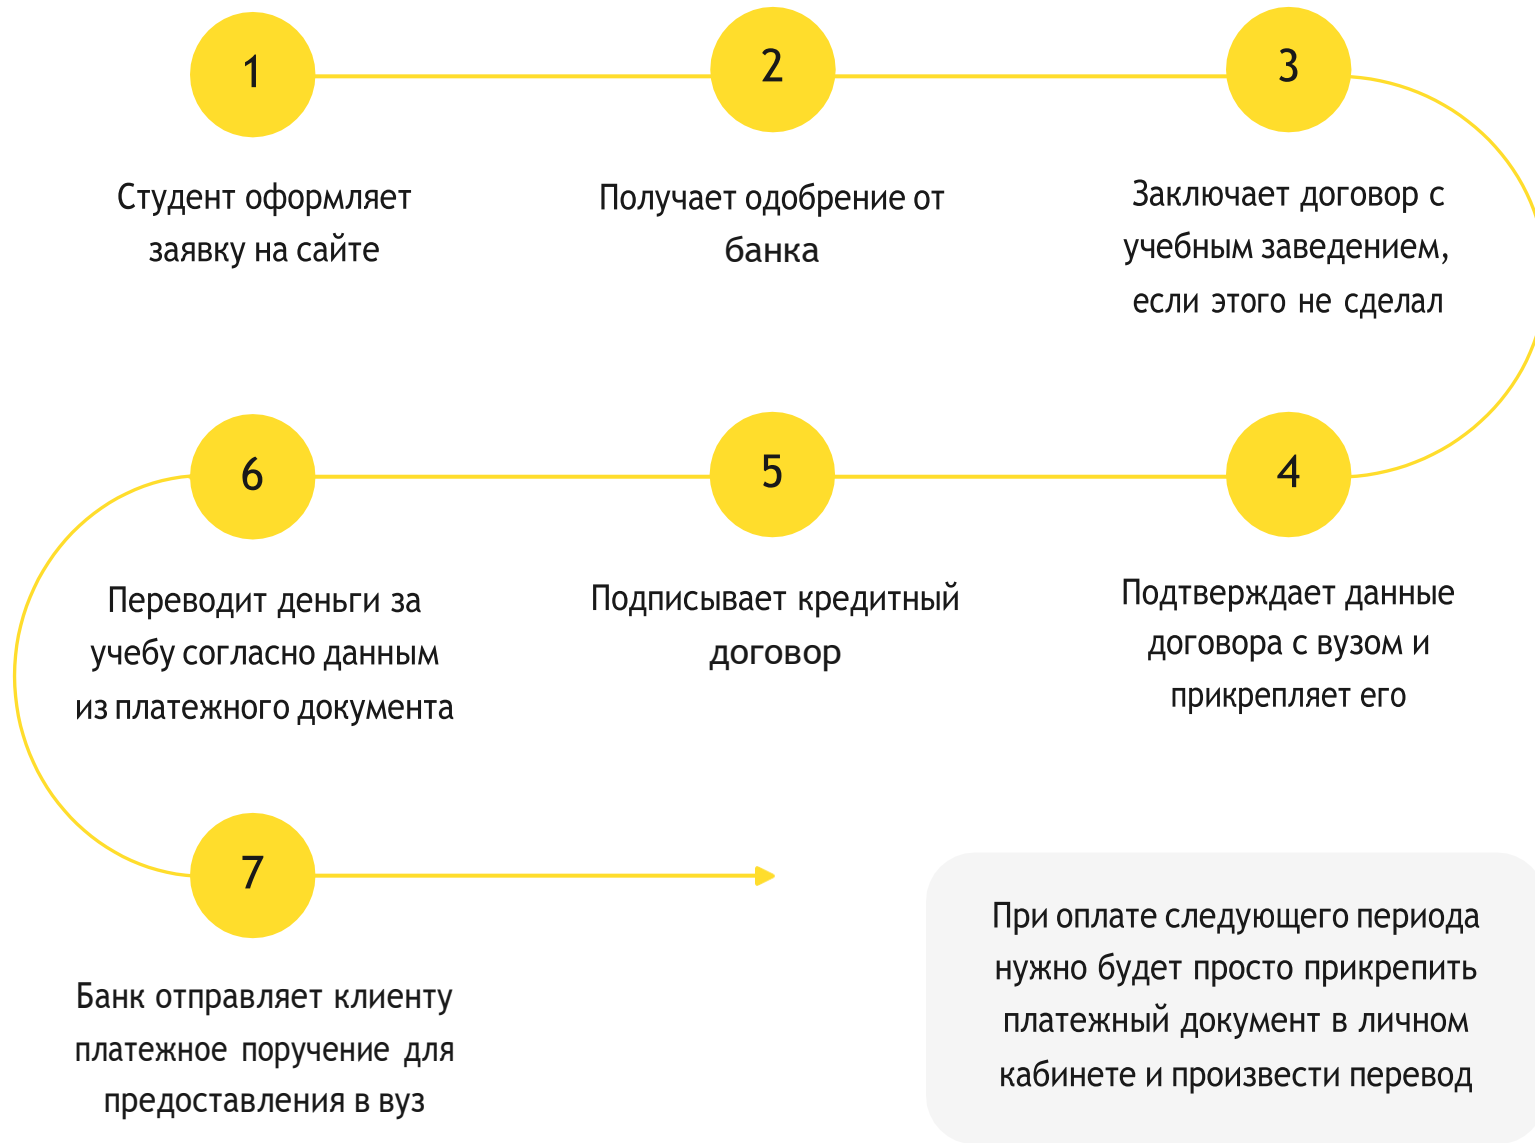 1
Студент оформляет
заявку на сайте
2
Получает одобрение от
банка
3
Заключает договор с
учебным заведением,
если этого не сделал
4
Подтверждает данные
договора с вузом и
прикрепляет его
5
Подписывает кредитный
договор
6
Переводит деньги за
учебу согласно данным
из платежного документа
7
Банк отправляет клиенту
платежное поручение для
предоставления в вуз
При оплате следующего периода
нужно будет просто прикрепить
платежный документ в личном
кабинете и произвести перевод